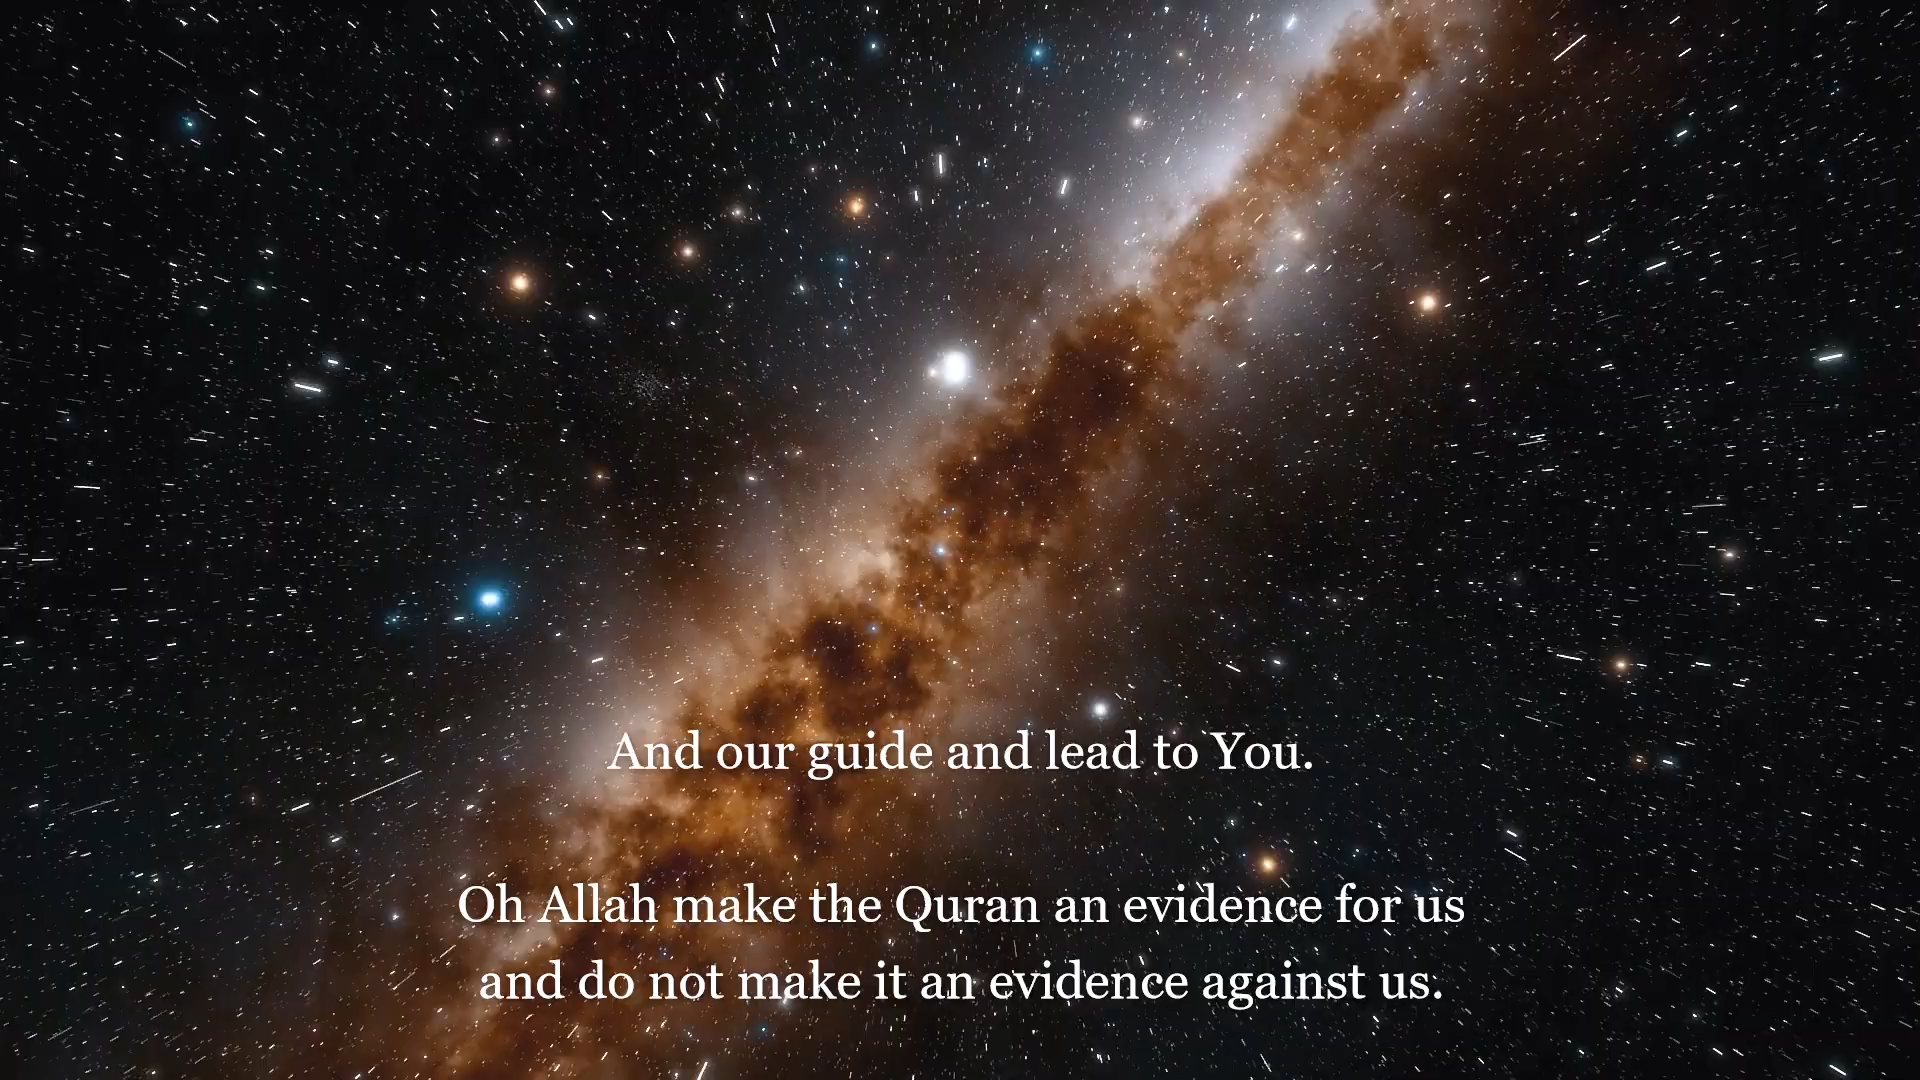 And our guide and lead to You.
Oh Allah make the Quran an evidence for us
and do not make it an evidence against us.